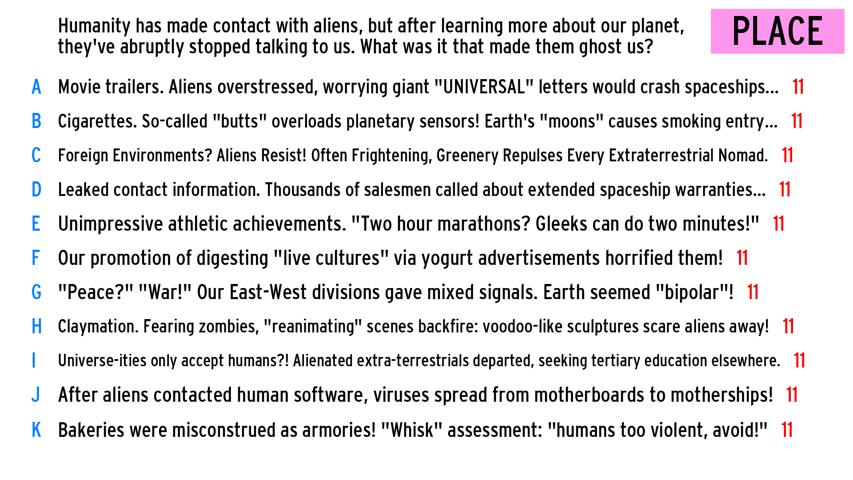 Humanity has made contact with aliens, but after learning more about our planet,
they've abruptly stopped talking to us. What was it that made them ghost us?
PLACE
A Movie trailers. Aliens overstressed, worrying giant "UNIVERSAL" letters would crash spaceships... 11
B Cigarettes. So-called "butts" overloads planetary sensors! Earth's "moons" causes smoking entry... 11
C Foreign Environments? Aliens Resist! Often Frightening, Greenery Repulses Every Extraterrestrial Nomad. 11
D Leaked contact information. Thousands of salesmen called about extended spaceship warranties... 11
E Unimpressive athletic achievements. "Two hour marathons? Gleeks can do two minutes!" 11
F Our promotion of digesting "live cultures" via yogurt advertisements horrified them! 11
G "Peace?" "War!" Our East-West divisions gave mixed signals. Earth seemed "bipolar"! 11
H Claymation. Fearing zombies, "reanimating" scenes backfire: voodoo-like sculptures scare aliens away! 11
I Universe-ities only accept humans?! Alienated extra-terrestrials departed, seeking tertiary education elsewhere. 11
J After aliens contacted human software, viruses spread from motherboards to motherships! 11
K Bakeries were misconstrued as armories! "Whisk" assessment: "humans too violent, avoid!" 11